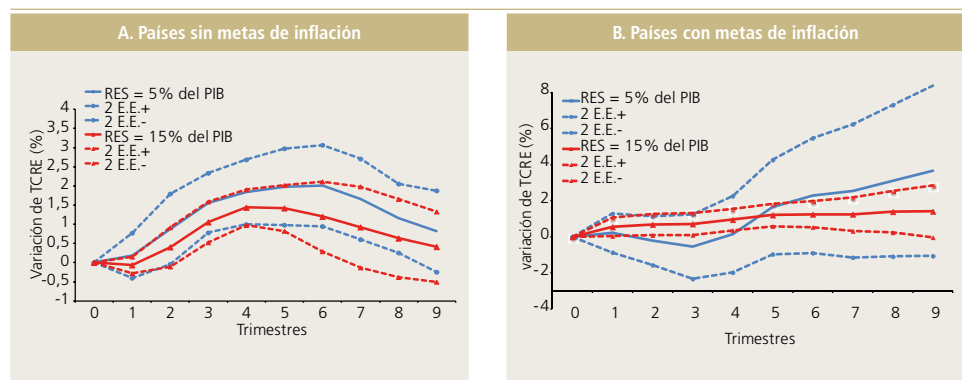 A. Países sin metas de inflación
Variación de TCRE (%)
RES = 5% del PIB
2 E.E.+
2 E.E.-
RES = 15% del PIB
2 E.E.+
2 E.E.-
4
3,5
3
2,5
2
1,5
1
0,5
0
-0,5
-1
0 1 2 3 4 5 6 7 8 9
Trimestres
B. Países con metas de inflación
variación de TCRE (%)
RES = 5% del PIB
2 E.E.+
2 E.E.-
RES = 15% del PIB
2 E.E.+
2 E.E.-
8
6
4
2
0
-2
-4
0 1 2 3 4 5 6 7 8 9
Trimestres